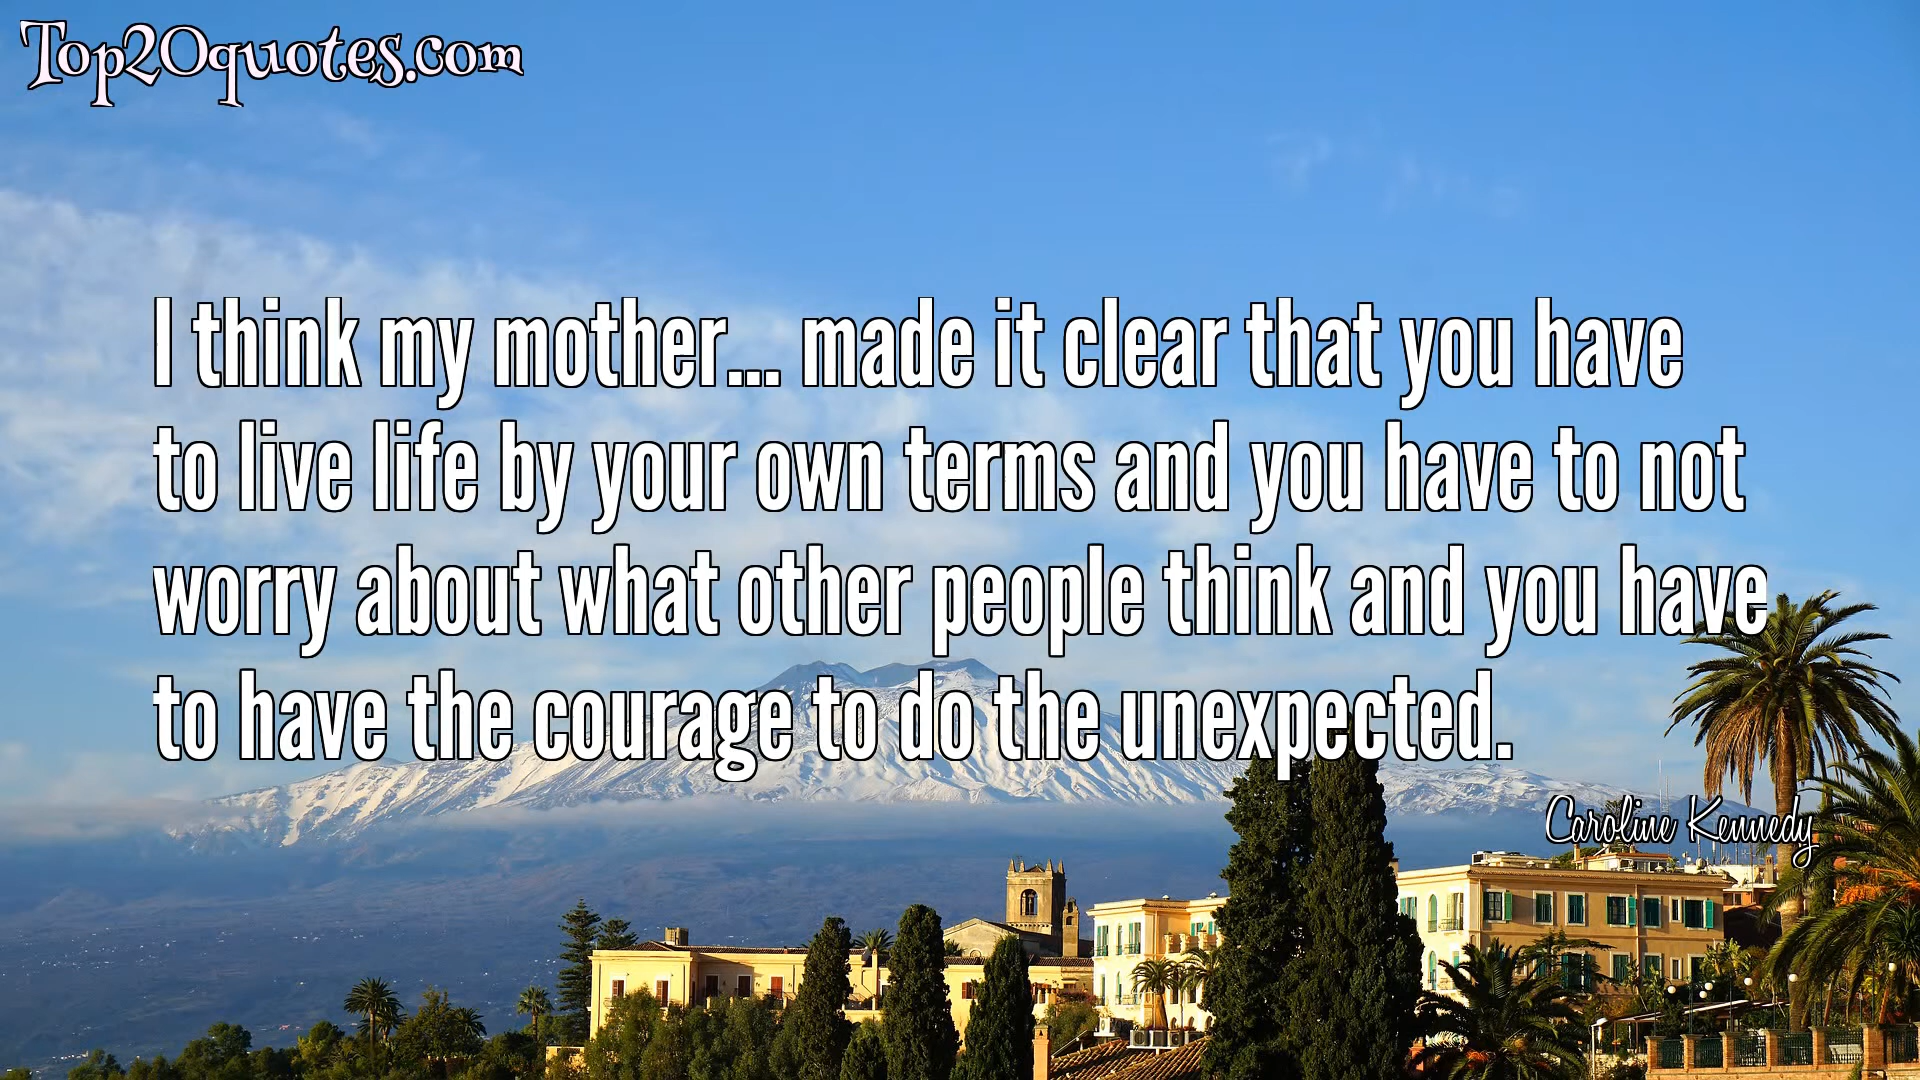 Top20quotes.com
I think my mother... made it clear that you have
to live life by your own terms and you have to not
worry about what other people think and you have
to have the courage to do the unexpected.
Caroline Kennedy